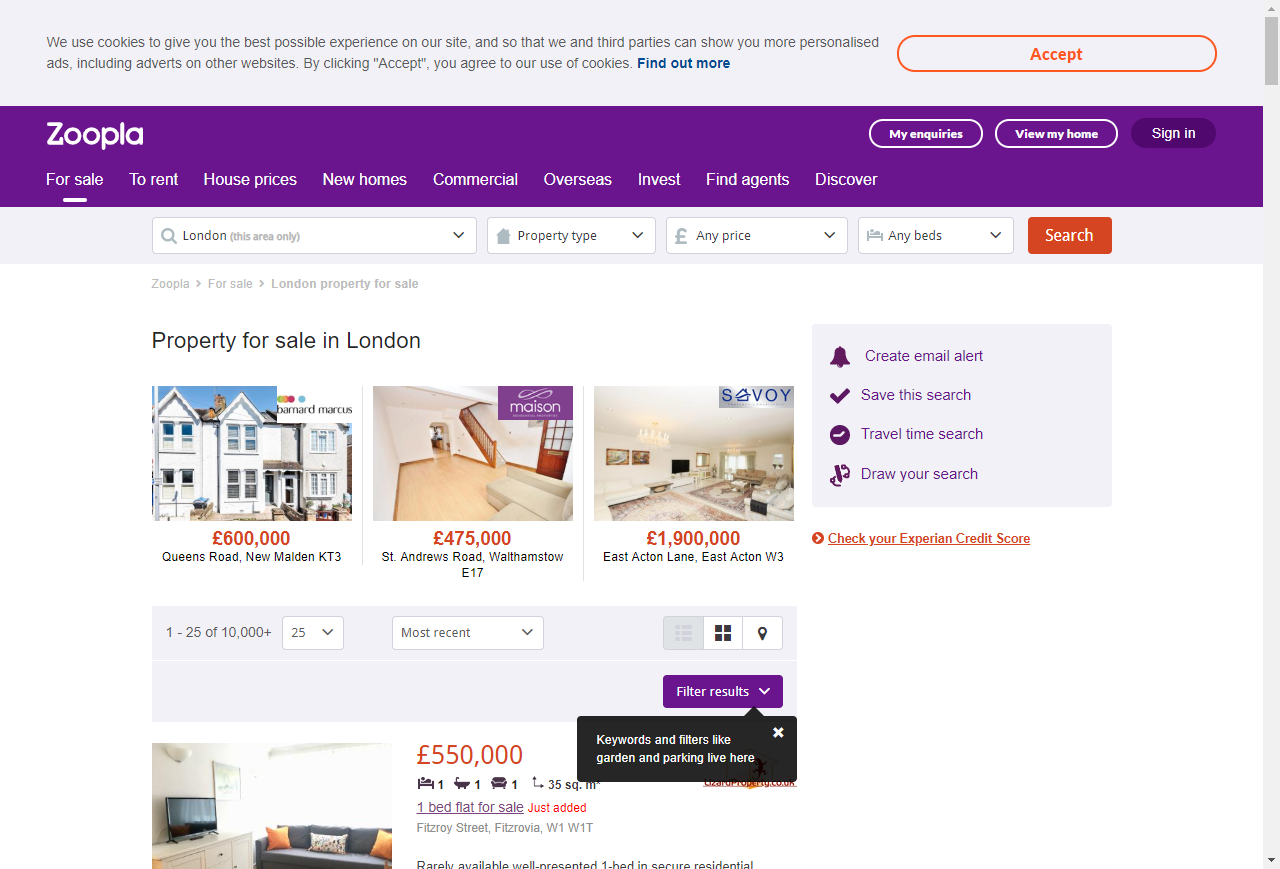 We use cookies to give you the best possible experience on our site, and so that we and third parties can show you more personalised
ads, including adverts on other websites. By clicking "Accept", you agree to our use of cookies. Find out more
Accept
Zoopla
My enquiries
View my home
Sign in
For sale
To rent
House prices
New homes
Commercial
Overseas
Invest
Find agents
Discover
London (this area only)
Property type
Any price
Any beds
Search
Zoopla > For sale > London property for sale
Property for sale in London
barnard marcus
maison
SAVOY
£600,000
Queens Road, New Malden KT3
£475,000
St. Andrews Road, Walthamstow
E17
£1,900,000
East Acton Lane, East Acton W3
Create email alert
Save this search
Travel time search
Draw your search
Check your Experian Credit Score
1 - 25 of 10,000+
25
Most recent
Filter results
Keywords and filters like
garden and parking live here
£550,000
1 1 1 35 sq. m*
LizardProperty.co.uk
1 bed flat for sale Just added
Fitzroy Street, Fitzrovia, W1 W1T
Rarely available well-presented 1-bed in secure residential